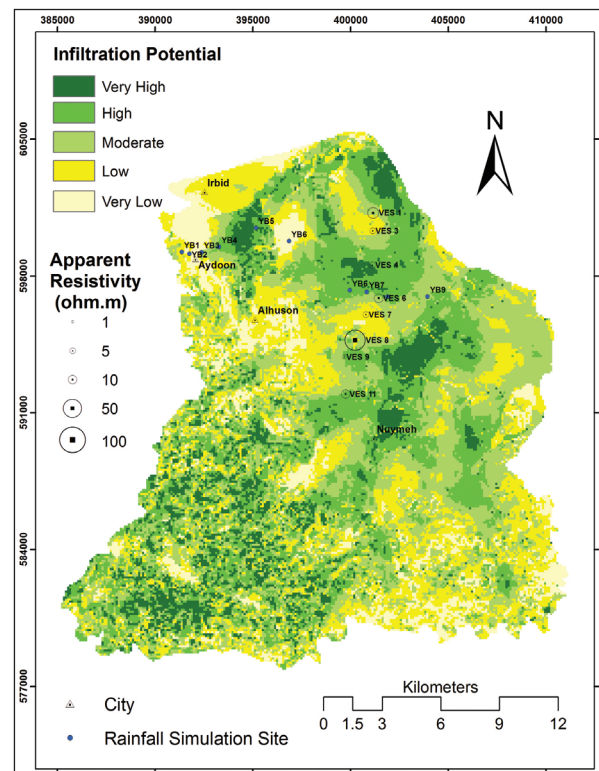 385000 390000 395000 400000 405000 410000
Infiltration Potential
Very High
High
Moderate
Low
Very Low
N
605000
598000
591000
584000
577000
Irbid
VES 1
VES 3
YB5
YB6
YB4
YB1
YB3
YB2
Aydoon
VES 4
YB6
YB7
VES 6
YB9
Alhuson
VES 7
VES 8
VES 9
VES 11
Nuymeh
Apparent
Resistivity
(ohm.m)
1
5
10
50
100
City
Rainfall Simulation Site
Kilometers
0 1.5 3 6 9 12